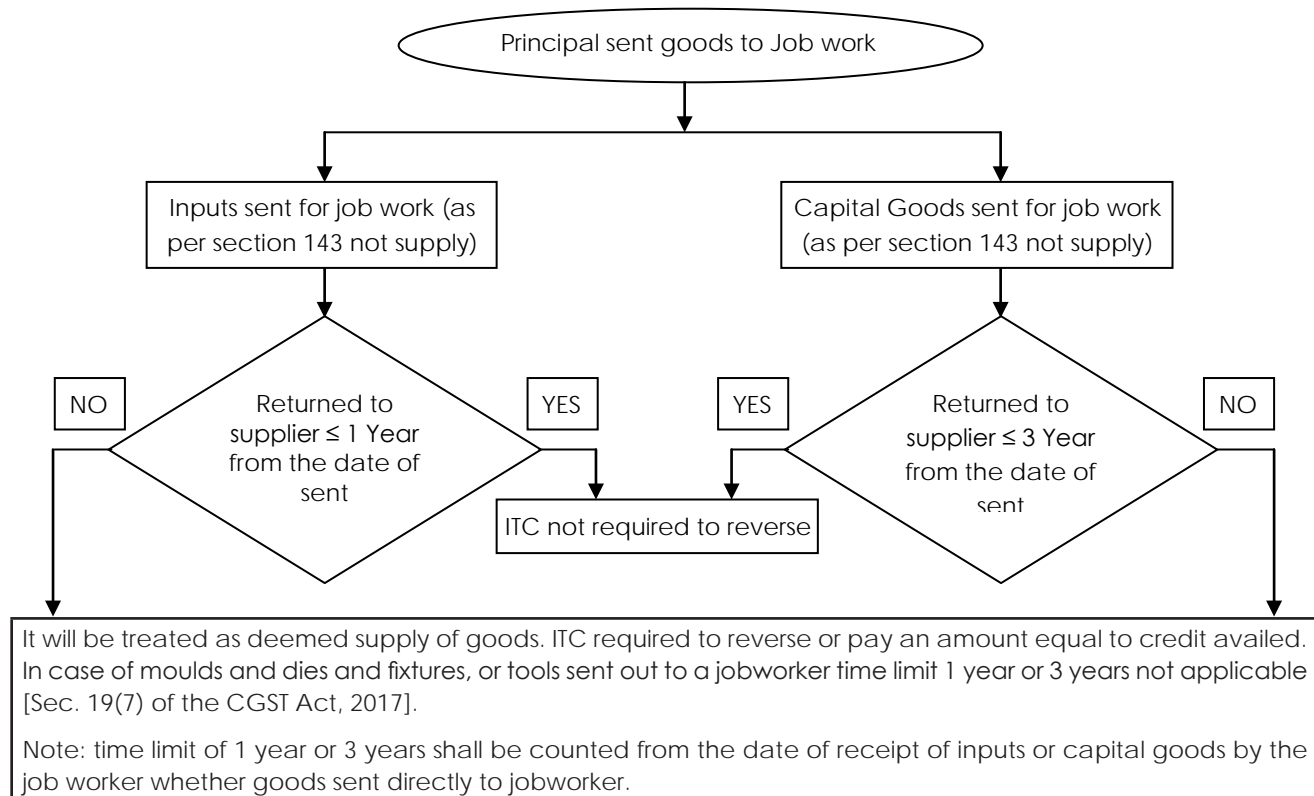 Principal sent goods to Job work
Inputs sent for job work (as
per section 143 not supply)
Capital Goods sent for job work
(as per section 143 not supply)
NO
Returned to
supplier ≤ 1 Year
from the date of
sent
YES
YES
Returned to
supplier ≤ 3 Year
from the date of
sent
NO
ITC not required to reverse
It will be treated as deemed supply of goods. ITC required to reverse or pay an amount equal to credit availed.
In case of moulds and dies and fixtures, or tools sent out to a jobworker time limit 1 year or 3 years not applicable
[Sec. 19(7) of the CGST Act, 2017].
Note: time limit of 1 year or 3 years shall be counted from the date of receipt of inputs or capital goods by the
job worker whether goods sent directly to jobworker.